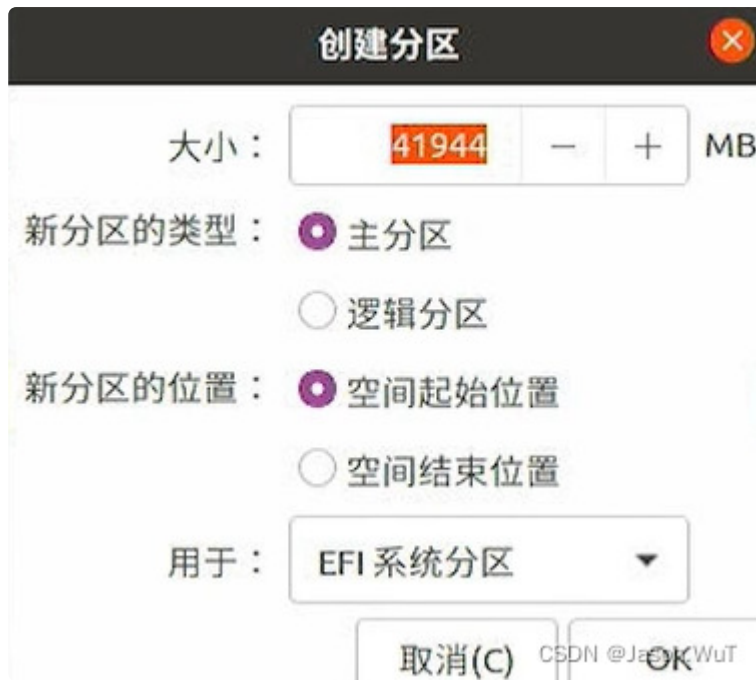 创建分区
大小： 41944 － ＋ MB
新分区的类型： 主分区
逻辑分区
新分区的位置： 空间起始位置
空间结束位置
用于： EFI 系统分区
取消(C) OK
CSDN @Jason.WuT